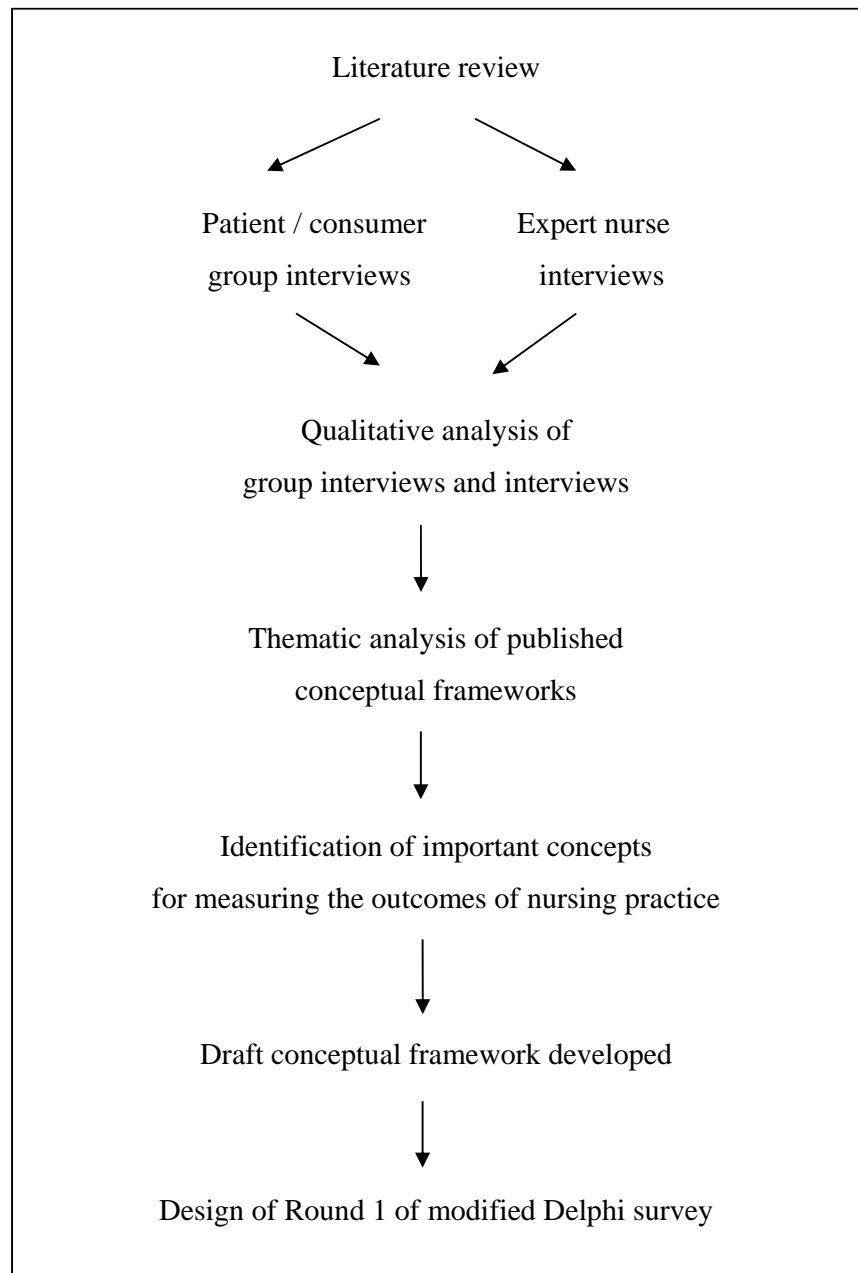 Literature review
Patient / consumer
group interviews
Expert nurse
interviews
Qualitative analysis of
group interviews and interviews
Thematic analysis of published
conceptual frameworks
Identification of important concepts
for measuring the outcomes of nursing practice
Draft conceptual framework developed
Design of Round 1 of modified Delphi survey